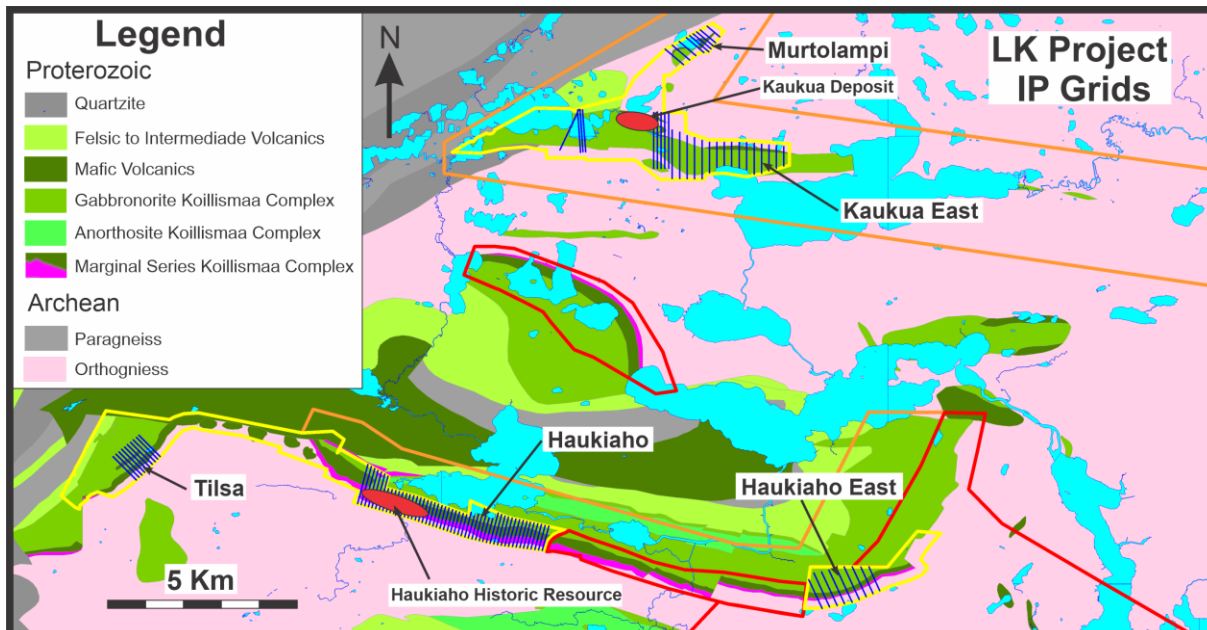 Legend
Proterozoic
Quartzite
Felsic to Intermediade Volcanics
Mafic Volcanics
Gabbronorite Koillismaa Complex
Anorthosite Koillismaa Complex
Marginal Series Koillismaa Complex
Archean
Paragneiss
Orthogniess
N
Murtolampi
Kaukua Deposit
LK Project
IP Grids
Kaukua East
Haukiaho
Tilsa
Haukiaho East
5 Km
Haukiaho Historic Resource